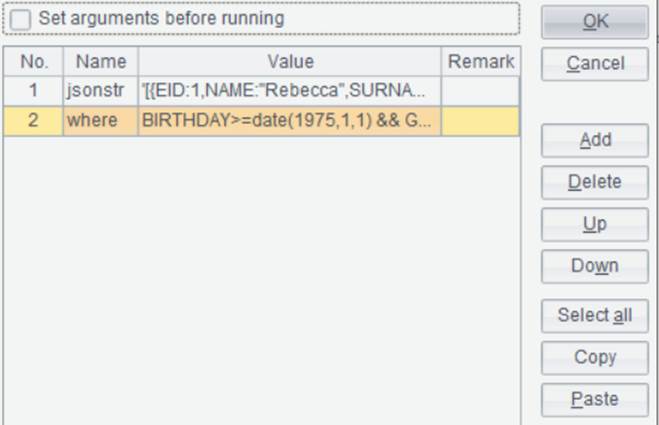 Set arguments before running
OK
No. Name Value Remark
Cancel
1 jsonstr '[{EID:1,NAME:"Rebecca",SURNA...
2 where BIRTHDAY>=date(1975,1,1) && G...
Add
Delete
Up
Down
Select all
Copy
Paste